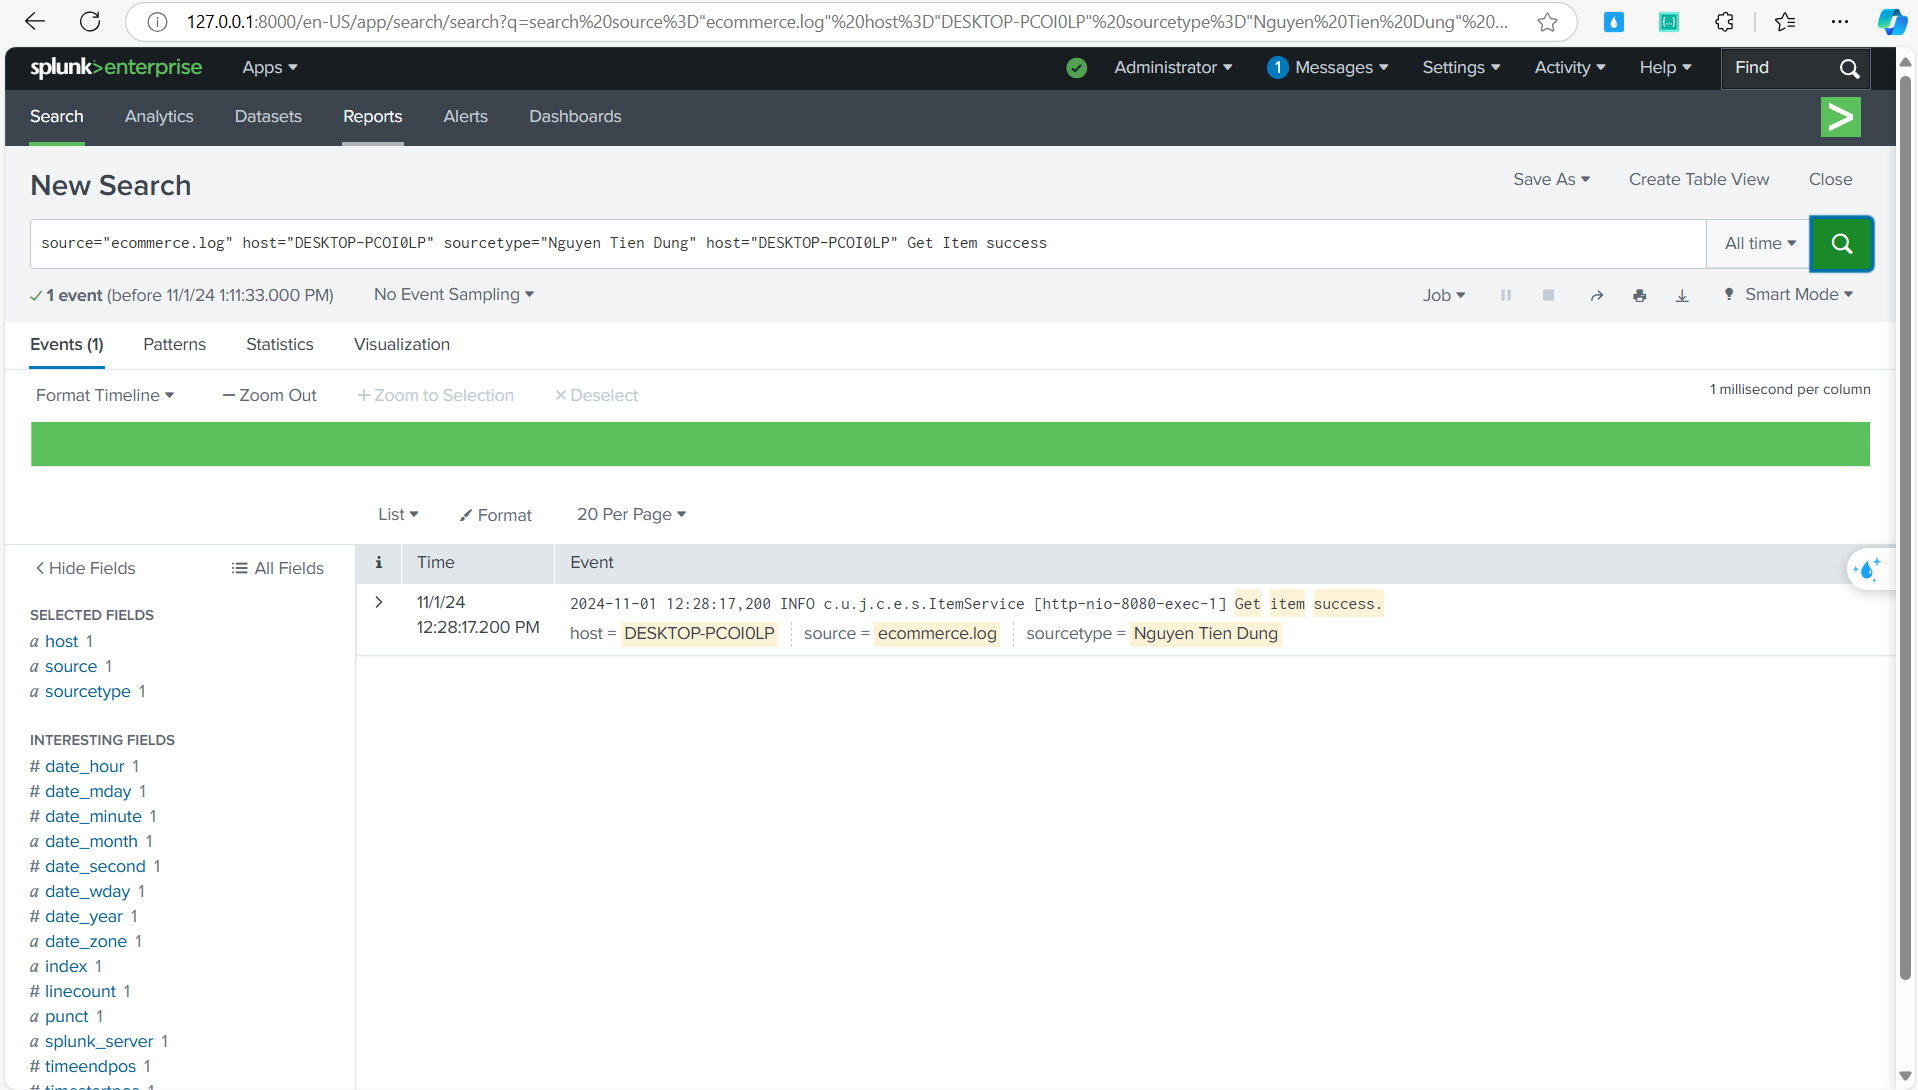 127.0.0.1:8000/en-US/app/search/search?q=search%20source%3D"ecommerce.log"%20host%3D"DESKTOP-PCOI0LP"%20sourcetype%3D"Nguyen%20Tien%20Dung"%20...
splunk>enterprise Apps Administrator 1 Messages Settings Activity Help Find
Search Analytics Datasets Reports Alerts Dashboards >
New Search Save As Create Table View Close
source="ecommerce.log" host="DESKTOP-PCOI0LP" sourcetype="Nguyen Tien Dung" host="DESKTOP-PCOI0LP" Get Item success All time
1 event (before 11/1/24 1:11:33.000 PM) No Event Sampling Job Smart Mode
Events (1) Patterns Statistics Visualization
Format Timeline — Zoom Out + Zoom to Selection × Deselect 1 millisecond per column
List Format 20 Per Page
< Hide Fields All Fields i Time Event
SELECTED FIELDS
a host 1
a source 1
a sourcetype 1
INTERESTING FIELDS
# date_hour 1
# date_mday 1
# date_minute 1
a date_month 1
# date_second 1
a date_wday 1
# date_year 1
a date_zone 1
a index 1
# linecount 1
a punct 1
a splunk_server 1
# timeendpos 1
# timestartpos 1
> 11/1/24 2024-11-01 12:28:17,200 INFO c.u.j.c.e.s.ItemService [http-nio-8080-exec-1] Get item success.
12:28:17.200 PM host = DESKTOP-PCOI0LP source = ecommerce.log sourcetype = Nguyen Tien Dung